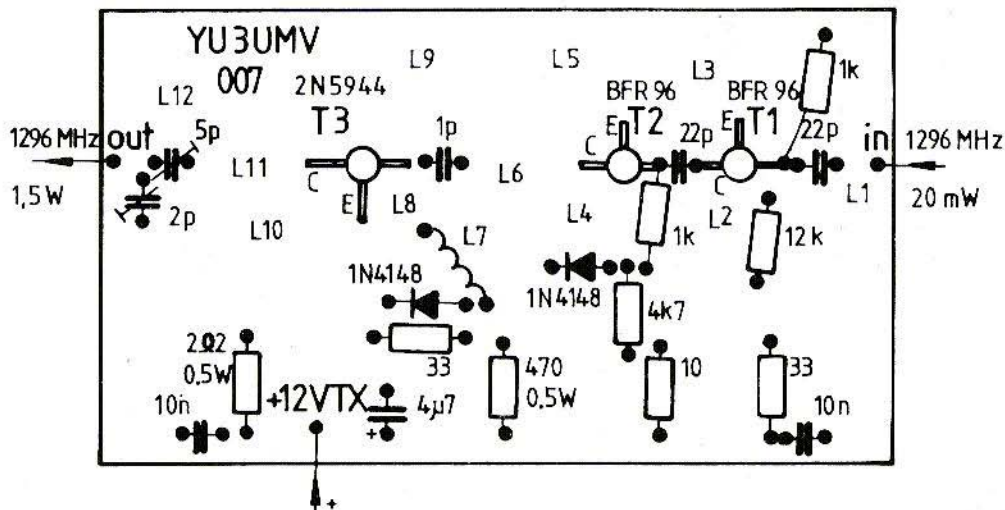 YU3UMV
007
L9
L5
L3
1k
L12
2N5944
T3
BFR 96
T2
BFR 96
T1
1296 MHz
out
5p
1p
E
C
22p
E
C
22p
in
1296 MHz
1,5 W
2p
L11
C
E
L8
L6
L1
20 mW
L10
L7
L4
1k
L2
12 k
1N4148
1N4148
4k7
2Ω2
0,5W
33
470
0,5W
10
33
10n
+12VTX
4µ7
+
10n
+